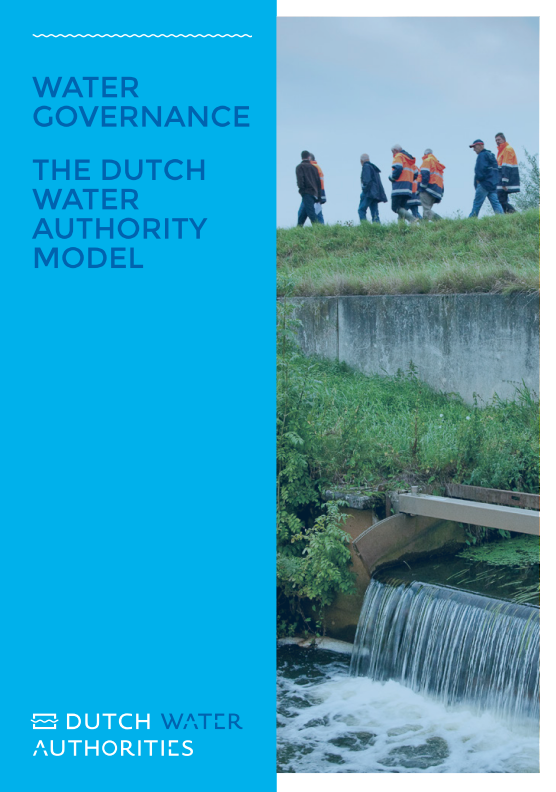 WATER
GOVERNANCE
THE DUTCH
WATER
AUTHORITY
MODEL
DUTCH WATER
AUTHORITIES